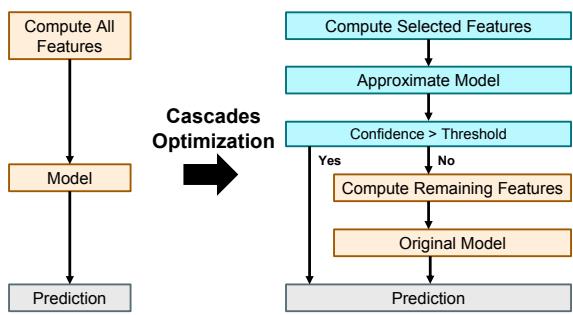 Compute All
Features
Model
Prediction
Cascades
Optimization
Compute Selected Features
Approximate Model
Confidence > Threshold
Yes
No
Compute Remaining Features
Original Model
Prediction